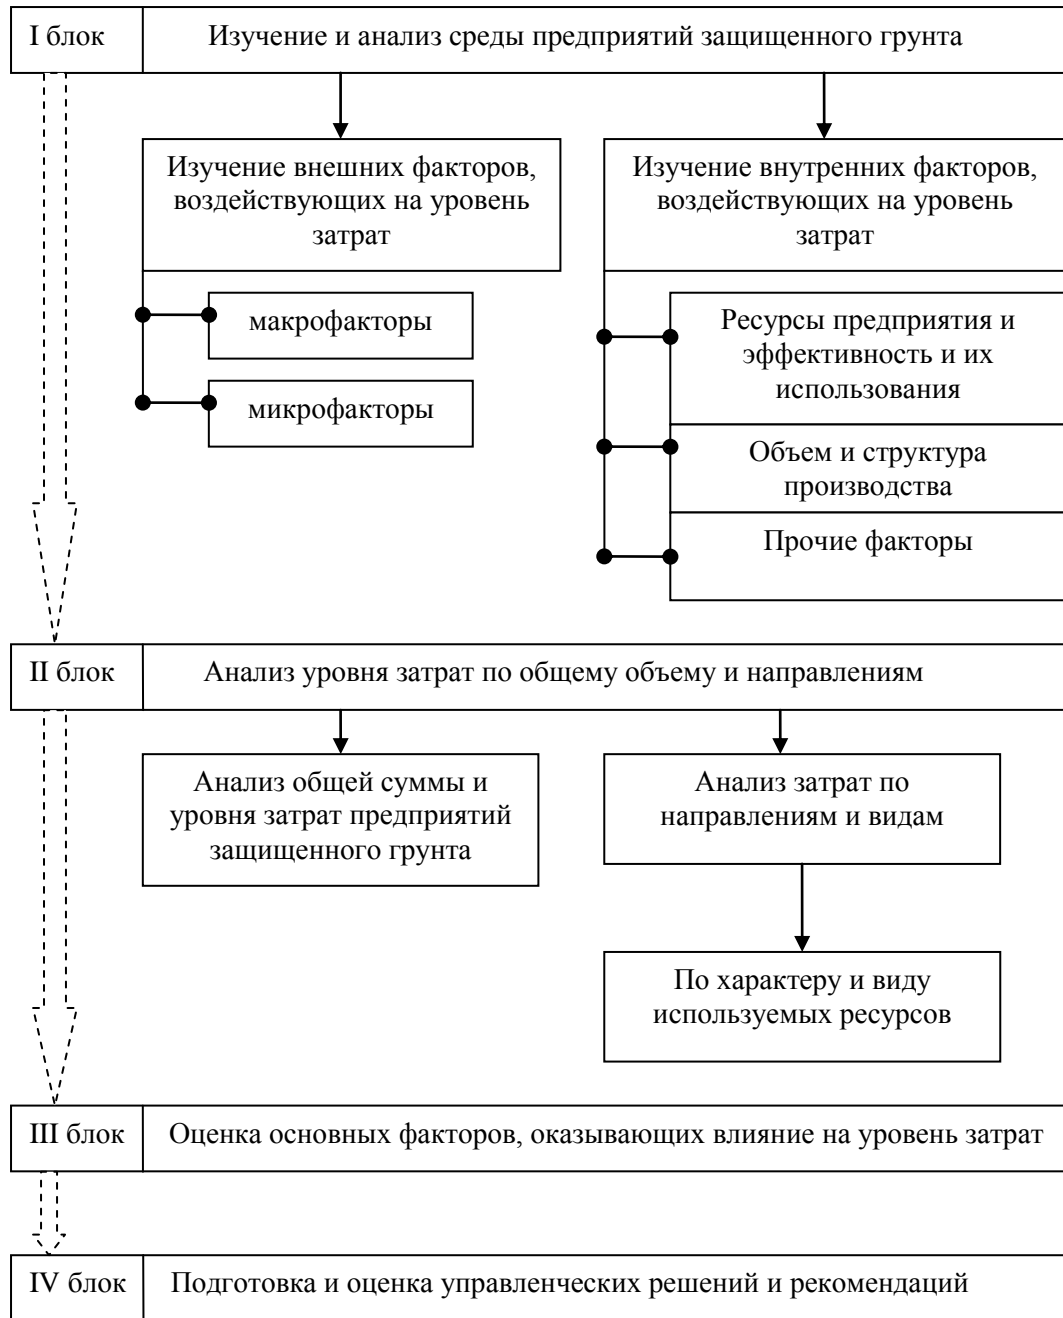 I блок
Изучение и анализ среды предприятий защищенного грунта
Изучение внешних факторов,
воздействующих на уровень
затрат
Изучение внутренних факторов,
воздействующих на уровень
затрат
макрофакторы
микрофакторы
Ресурсы предприятия и
эффективность и их
использования
Объем и структура
производства
Прочие факторы
II блок
Анализ уровня затрат по общему объему и направлениям
Анализ общей суммы и
уровня затрат предприятий
защищенного грунта
Анализ затрат по
направлениям и видам
По характеру и виду
используемых ресурсов
III блок
Оценка основных факторов, оказывающих влияние на уровень затрат
IV блок
Подготовка и оценка управленческих решений и рекомендаций